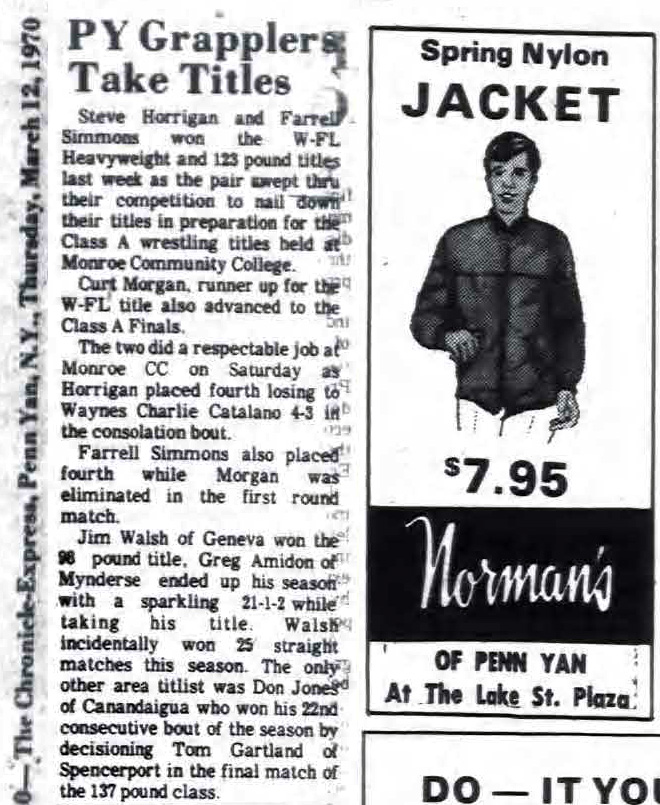 0— The Chronicle-Express, Penn Yan, N.Y., Thursday, March 12, 1970
PY Grapplers
Take Titles
Steve Horrigan and Farrell
Simmons won the W-FL
Heavyweight and 123 pound titles
last week as the pair swept thru
their competition to nail down
their titles in preparation for the
Class A wrestling titles held at
Monroe Community College.
Curt Morgan, runner up for the
W-FL title also advanced to the
Class A Finals.
The two did a respectable job at
Monroe CC on Saturday as
Horrigan placed fourth losing to
Waynes Charlie Catalano 4-3 in
the consolation bout.
Farrell Simmons also placed
fourth while Morgan was
eliminated in the first round
match.
Jim Walsh of Geneva won the
98 pound title, Greg Amidon of
Mynderse ended up his season
with a sparkling 21-1-2 while
taking his title. Walsh
incidentally won 25 straight
matches this season. The only
other area titlist was Don Jones
of Canandaigua who won his 22nd
consecutive bout of the season by
decisioning Tom Gartland of
Spencerport in the final match of
the 137 pound class.
Spring Nylon
JACKET
$7.95
Norman's
OF PENN YAN
At The Lake St. Plaza
DO — IT YOU